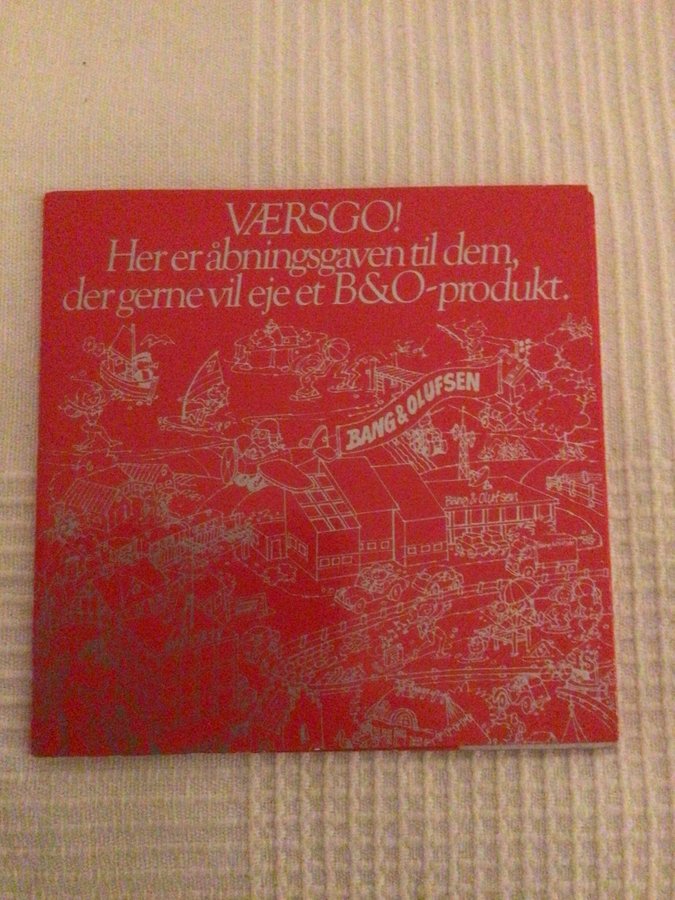 VÆRSGO!
Her er åbningsgaven til dem,
der gerne vil eje et B&O-produkt.
BANG & OLUFSEN
Bang & Olufsen